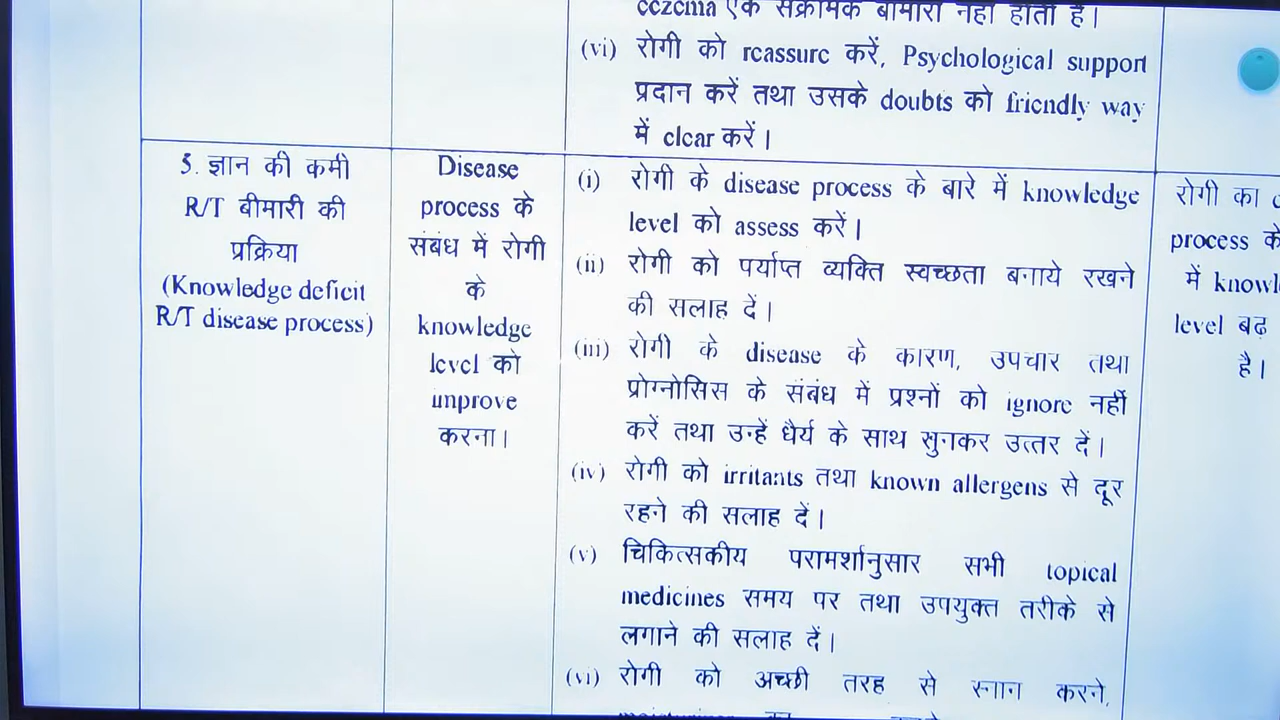 eczema एक संक्रामक बीमारी नहीं होती है।
(vi) रोगी को reassure करें, Psychological support
प्रदान करें तथा उसके doubts को friendly way
में clear करें।
5. ज्ञान की कमी
R/T बीमारी की
प्रक्रिया
(Knowledge deficit
R/T disease process)
Disease
process के
संबंध में रोगी
के
knowledge
level को
improve
करना।
(i) रोगी के disease process के बारे में knowledge
level को assess करें।
(ii) रोगी को पर्याप्त व्यक्ति स्वच्छता बनाये रखने
की सलाह दें।
(iii) रोगी के disease के कारण, उपचार तथा
प्रोग्नोसिस के संबंध में प्रश्नों को ignore नहीं
करें तथा उन्हें धैर्य के साथ सुनकर उत्तर दें।
(iv) रोगी को irritants तथा known allergens से दूर
रहने की सलाह दें।
(v) चिकित्सकीय परामर्शानुसार सभी topical
medicines समय पर तथा उपयुक्त तरीके से
लगाने की सलाह दें।
(vi) रोगी को अच्छी तरह से स्नान करने,
रोगी का
process के
में knowl
level बढ़
है।